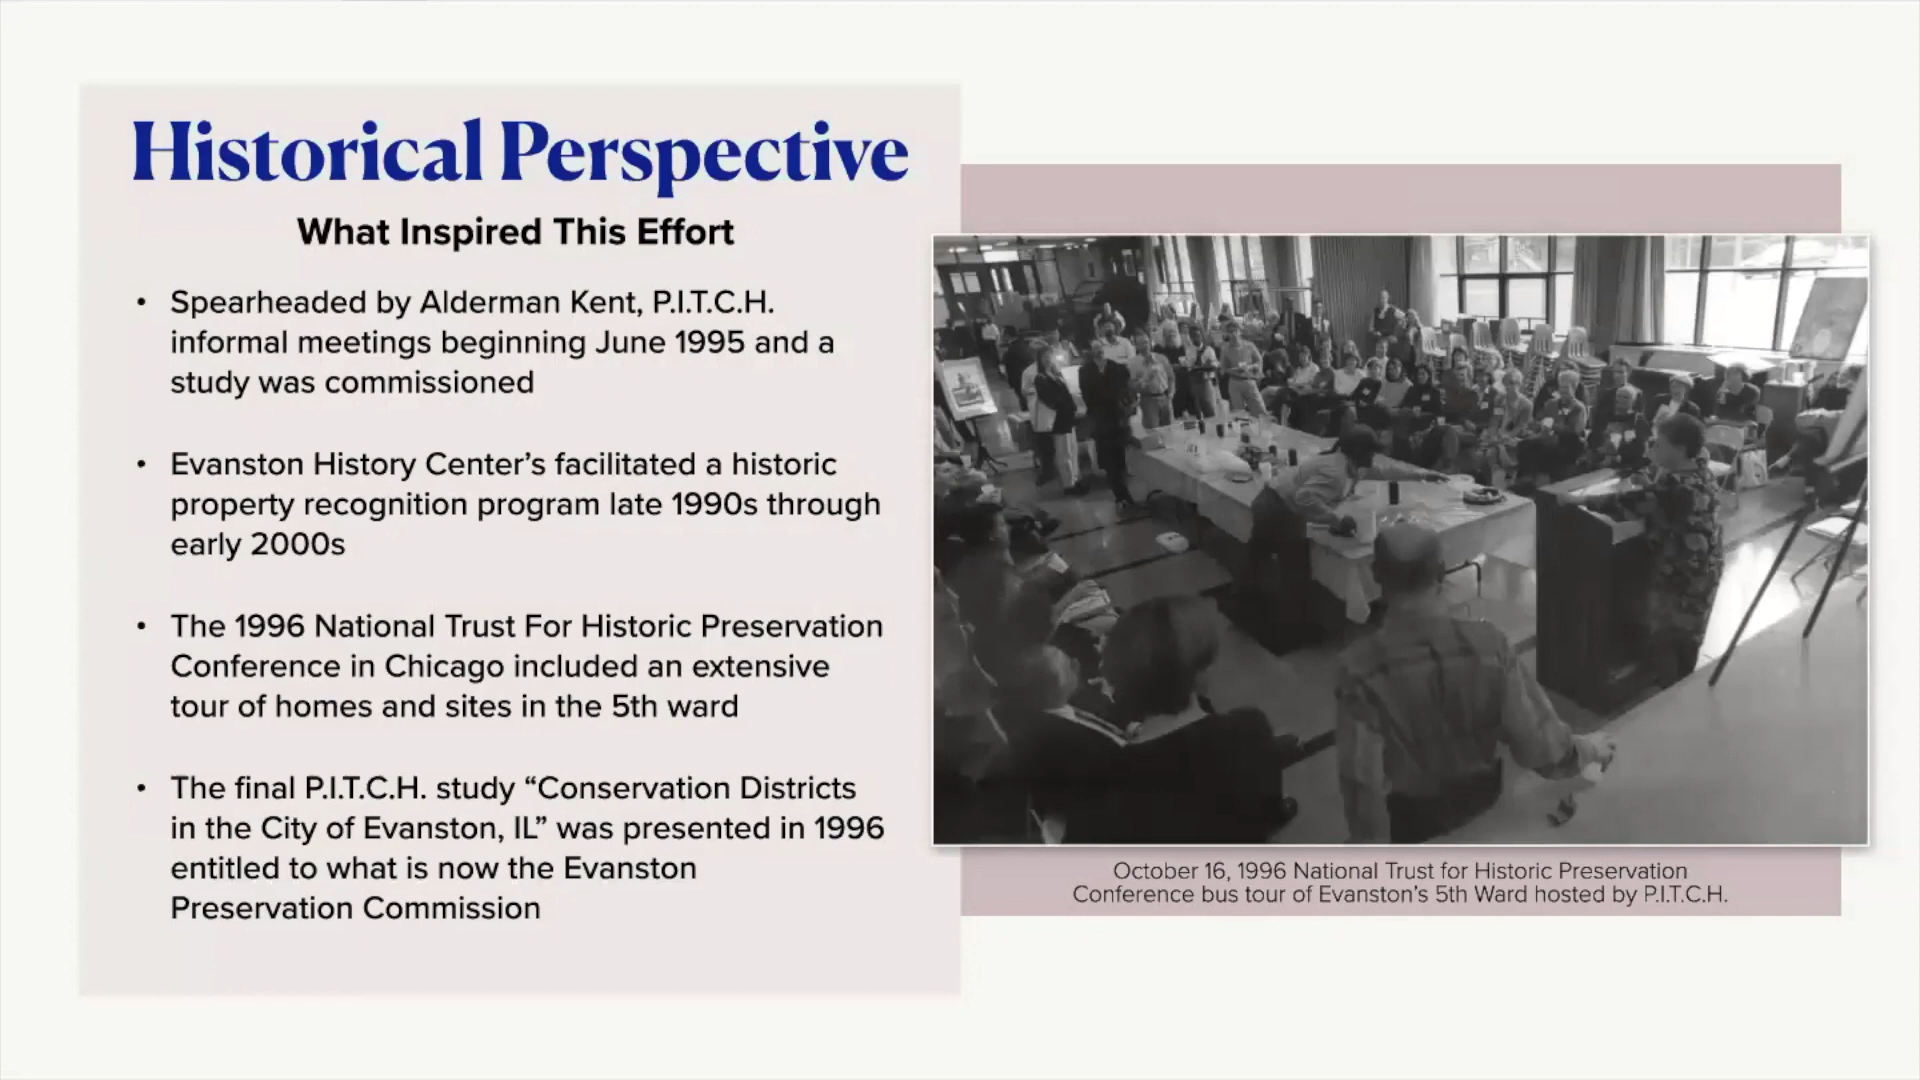 Historical Perspective
What Inspired This Effort
• Spearheaded by Alderman Kent, P.I.T.C.H.
informal meetings beginning June 1995 and a
study was commissioned
• Evanston History Center’s facilitated a historic
property recognition program late 1990s through
early 2000s
• The 1996 National Trust For Historic Preservation
Conference in Chicago included an extensive
tour of homes and sites in the 5th ward
• The final P.I.T.C.H. study “Conservation Districts
in the City of Evanston, IL” was presented in 1996
entitled to what is now the Evanston
Preservation Commission
October 16, 1996 National Trust for Historic Preservation
Conference bus tour of Evanston’s 5th Ward hosted by P.I.T.C.H.